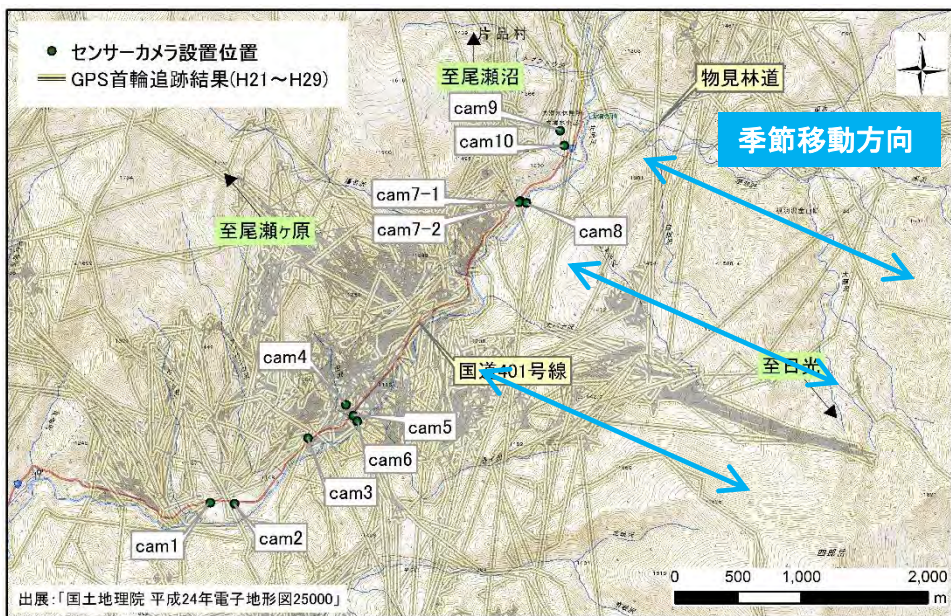 センサーカメラ設置位置
GPS首輪追跡結果(H21～H29)
片品村
至尾瀬沼
物見林道
N
cam9
cam10
季節移動方向
cam7-1
cam7-2
cam8
至尾瀬ヶ原
cam4
国道401号線
至日光
cam5
cam6
cam3
cam1
cam2
四郎岳
0 500 1,000 2,000
m
出展:「国土地理院 平成24年電子地形図25000」